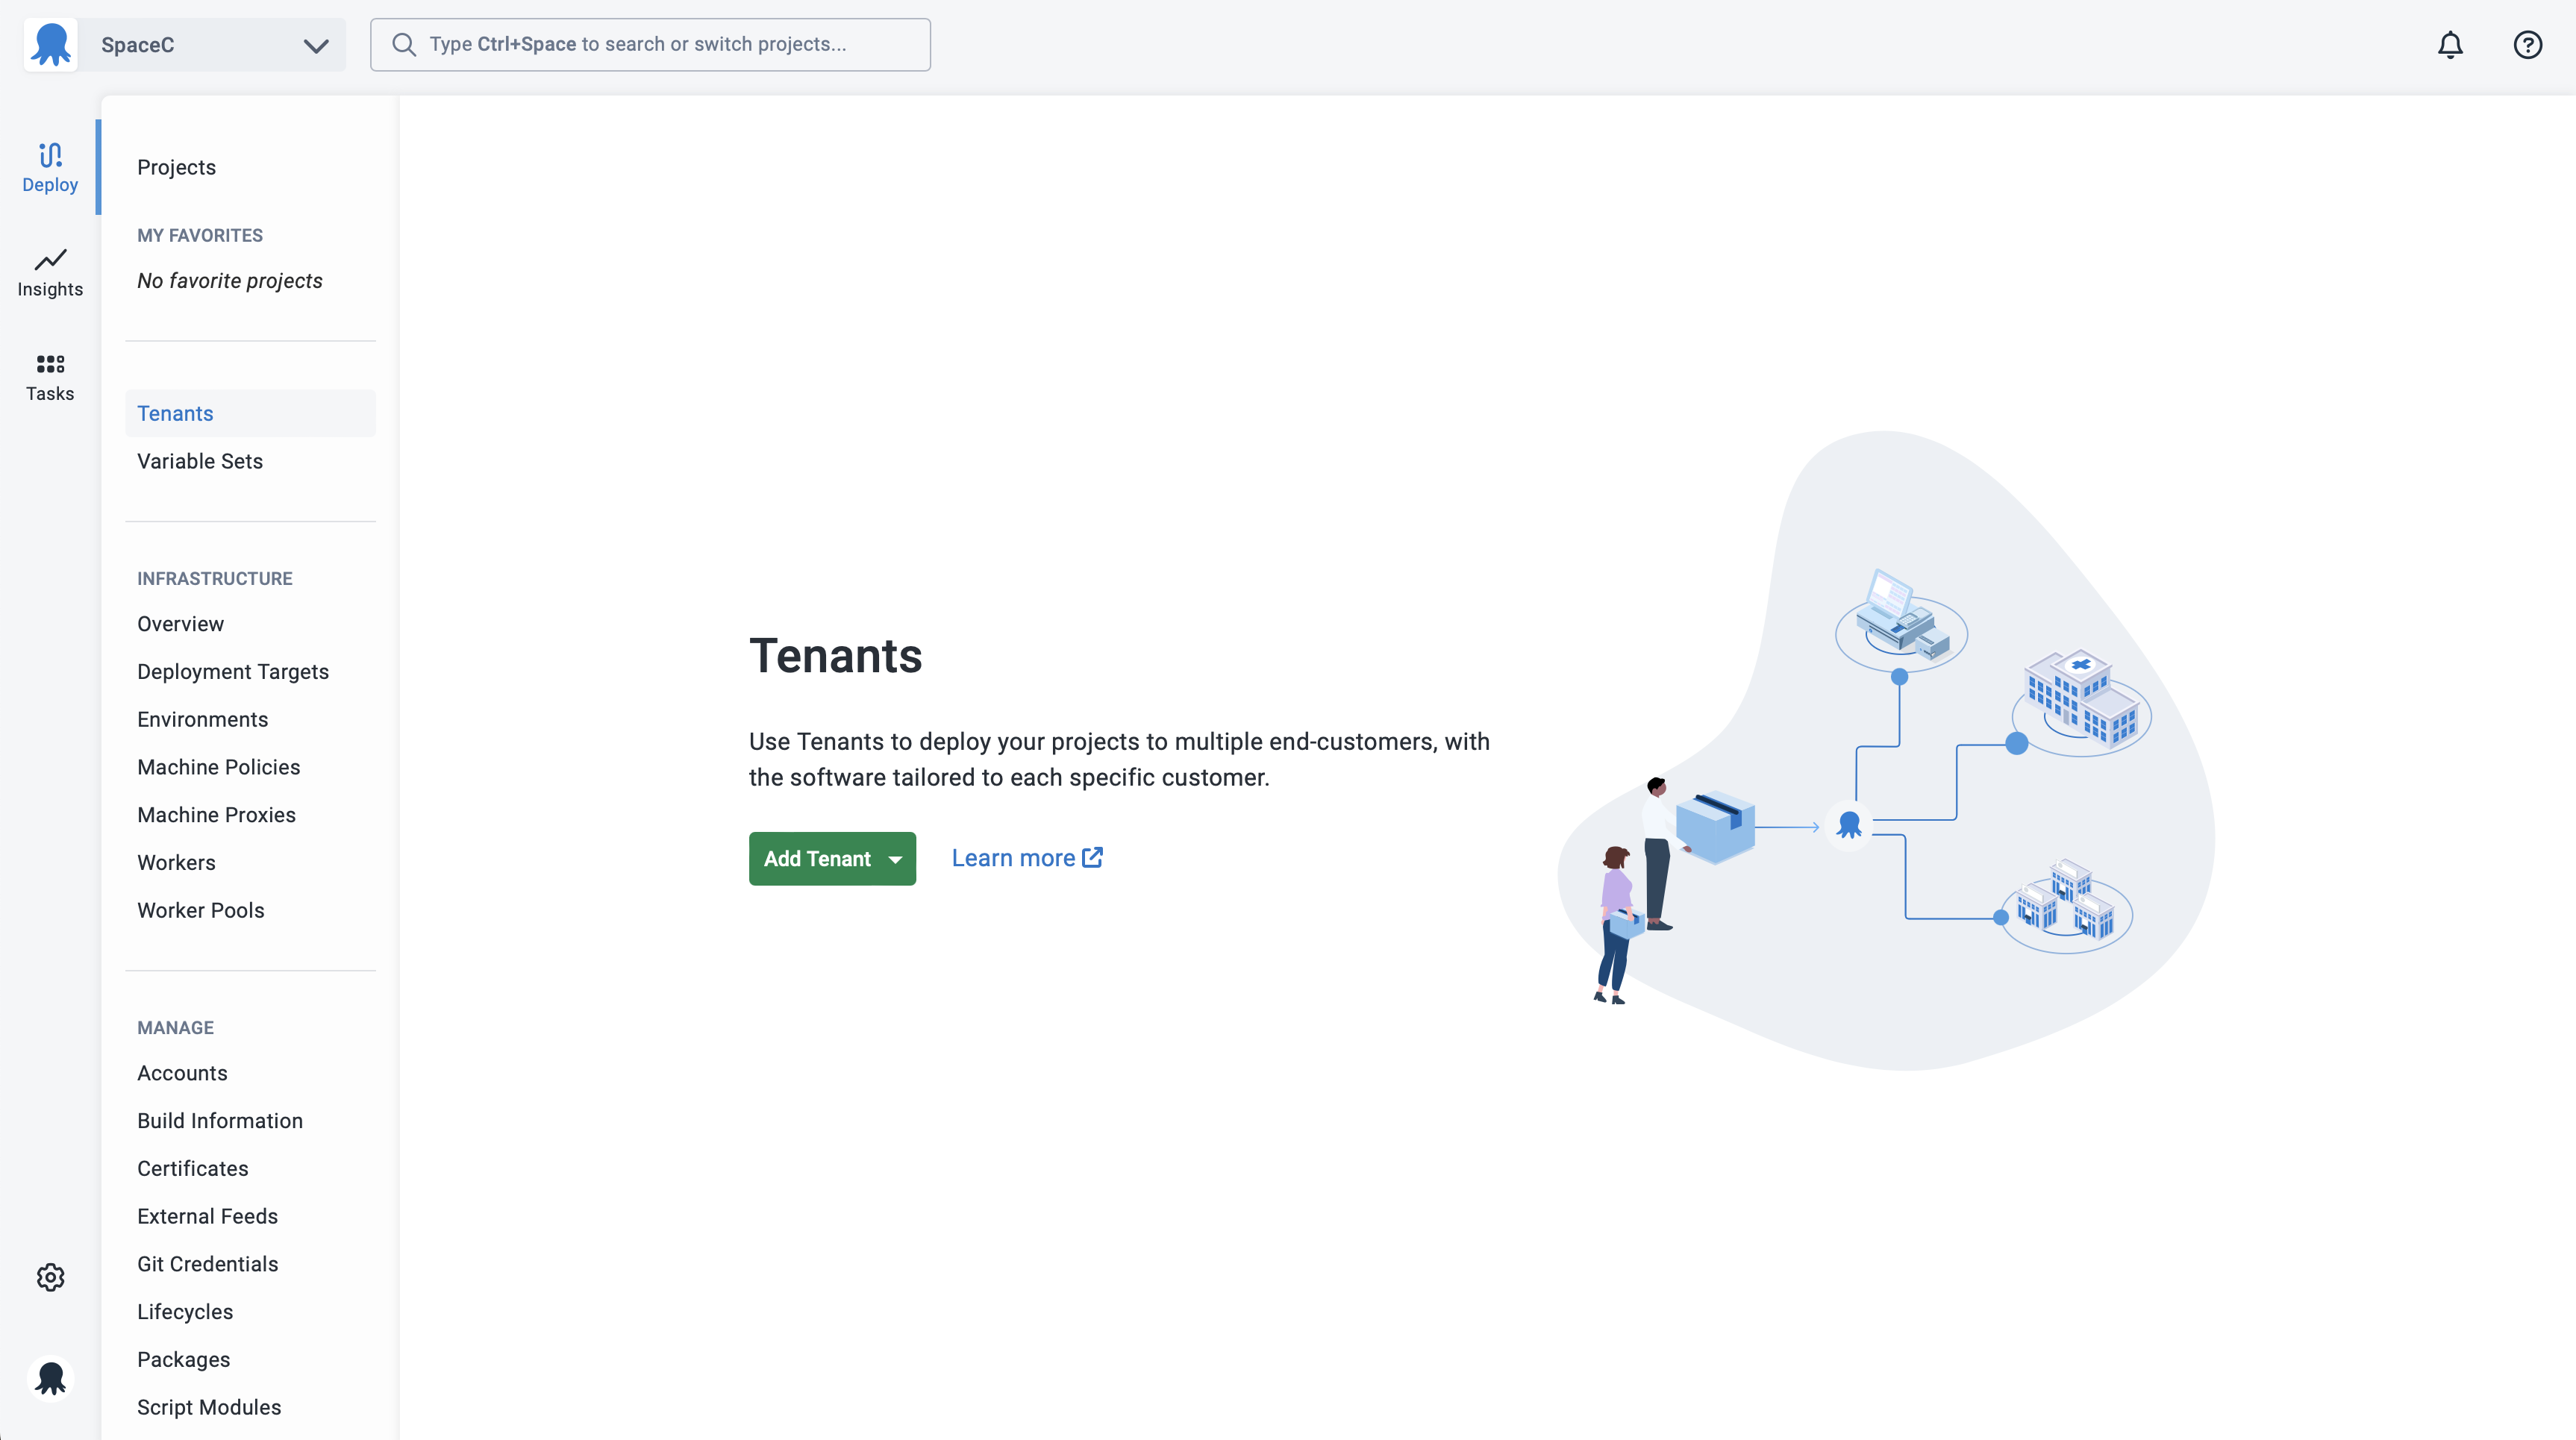 SpaceC
Type Ctrl+Space to search or switch projects...
Deploy
Insights
Tasks
Projects
MY FAVORITES
No favorite projects
Tenants
Variable Sets
INFRASTRUCTURE
Overview
Deployment Targets
Environments
Machine Policies
Machine Proxies
Workers
Worker Pools
MANAGE
Accounts
Build Information
Certificates
External Feeds
Git Credentials
Lifecycles
Packages
Script Modules
Tenants
Use Tenants to deploy your projects to multiple end-customers, with
the software tailored to each specific customer.
Add Tenant
Learn more